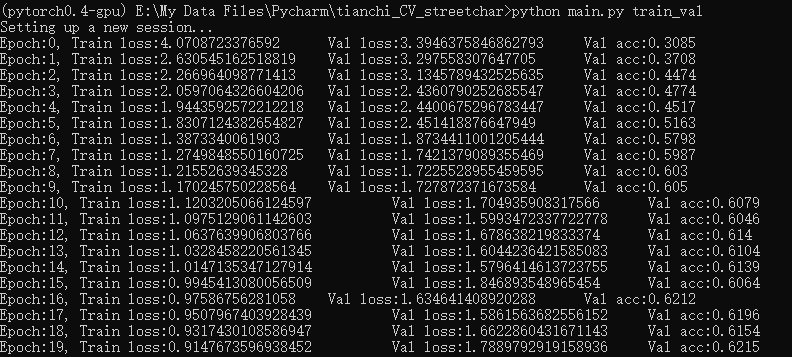 (pytorch0.4-gpu) E:\My Data Files\Pycharm\tianchi_CV_streetchar>python main.py train_val
Setting up a new session...
Epoch:0, Train loss:4.0708723376592 Val loss:3.3946375846862793 Val acc:0.3085
Epoch:1, Train loss:2.630545162518819 Val loss:3.297558307647705 Val acc:0.3708
Epoch:2, Train loss:2.266964098771413 Val loss:3.1345789432525635 Val acc:0.4474
Epoch:3, Train loss:2.0597064326604206 Val loss:2.4360790252685547 Val acc:0.4774
Epoch:4, Train loss:1.9443592572212218 Val loss:2.4400675296783447 Val acc:0.4517
Epoch:5, Train loss:1.8307124382654827 Val loss:2.451418876647949 Val acc:0.5163
Epoch:6, Train loss:1.3873340061903 Val loss:1.8734411001205444 Val acc:0.5798
Epoch:7, Train loss:1.2749848550160725 Val loss:1.7421379089355469 Val acc:0.5987
Epoch:8, Train loss:1.21552639345328 Val loss:1.7225528955459595 Val acc:0.603
Epoch:9, Train loss:1.170245750228564 Val loss:1.727872371673584 Val acc:0.605
Epoch:10, Train loss:1.1203205066124597 Val loss:1.704935908317566 Val acc:0.6079
Epoch:11, Train loss:1.0975129061142603 Val loss:1.5993472337722778 Val acc:0.6046
Epoch:12, Train loss:1.0637639906803766 Val loss:1.678638219833374 Val acc:0.614
Epoch:13, Train loss:1.0328458220561345 Val loss:1.6044236421585083 Val acc:0.6104
Epoch:14, Train loss:1.0147135347127914 Val loss:1.5796414613723755 Val acc:0.6139
Epoch:15, Train loss:0.9945413080056509 Val loss:1.846893548965454 Val acc:0.6064
Epoch:16, Train loss:0.97586756281058 Val loss:1.634641408920288 Val acc:0.6212
Epoch:17, Train loss:0.9507967403928439 Val loss:1.5861563682556152 Val acc:0.6196
Epoch:18, Train loss:0.9317430108586947 Val loss:1.6622860431671143 Val acc:0.6154
Epoch:19, Train loss:0.9147673596938452 Val loss:1.7889792919158936 Val acc:0.6215